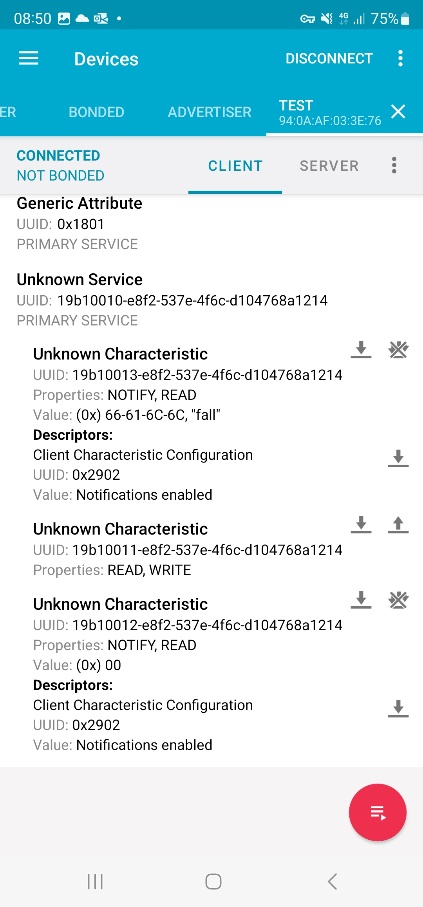 08:50 4G 75%
Devices DISCONNECT
ER BONDED ADVERTISER TEST
94:0A:AF:03:3E:76
CONNECTED
NOT BONDED
CLIENT SERVER
Generic Attribute
UUID: 0x1801
PRIMARY SERVICE
Unknown Service
UUID: 19b10010-e8f2-537e-4f6c-d104768a1214
PRIMARY SERVICE
Unknown Characteristic
UUID: 19b10013-e8f2-537e-4f6c-d104768a1214
Properties: NOTIFY, READ
Value: (0x) 66-61-6C-6C, "fall"
Descriptors:
Client Characteristic Configuration
UUID: 0x2902
Value: Notifications enabled
Unknown Characteristic
UUID: 19b10011-e8f2-537e-4f6c-d104768a1214
Properties: READ, WRITE
Unknown Characteristic
UUID: 19b10012-e8f2-537e-4f6c-d104768a1214
Properties: NOTIFY, READ
Value: (0x) 00
Descriptors:
Client Characteristic Configuration
UUID: 0x2902
Value: Notifications enabled